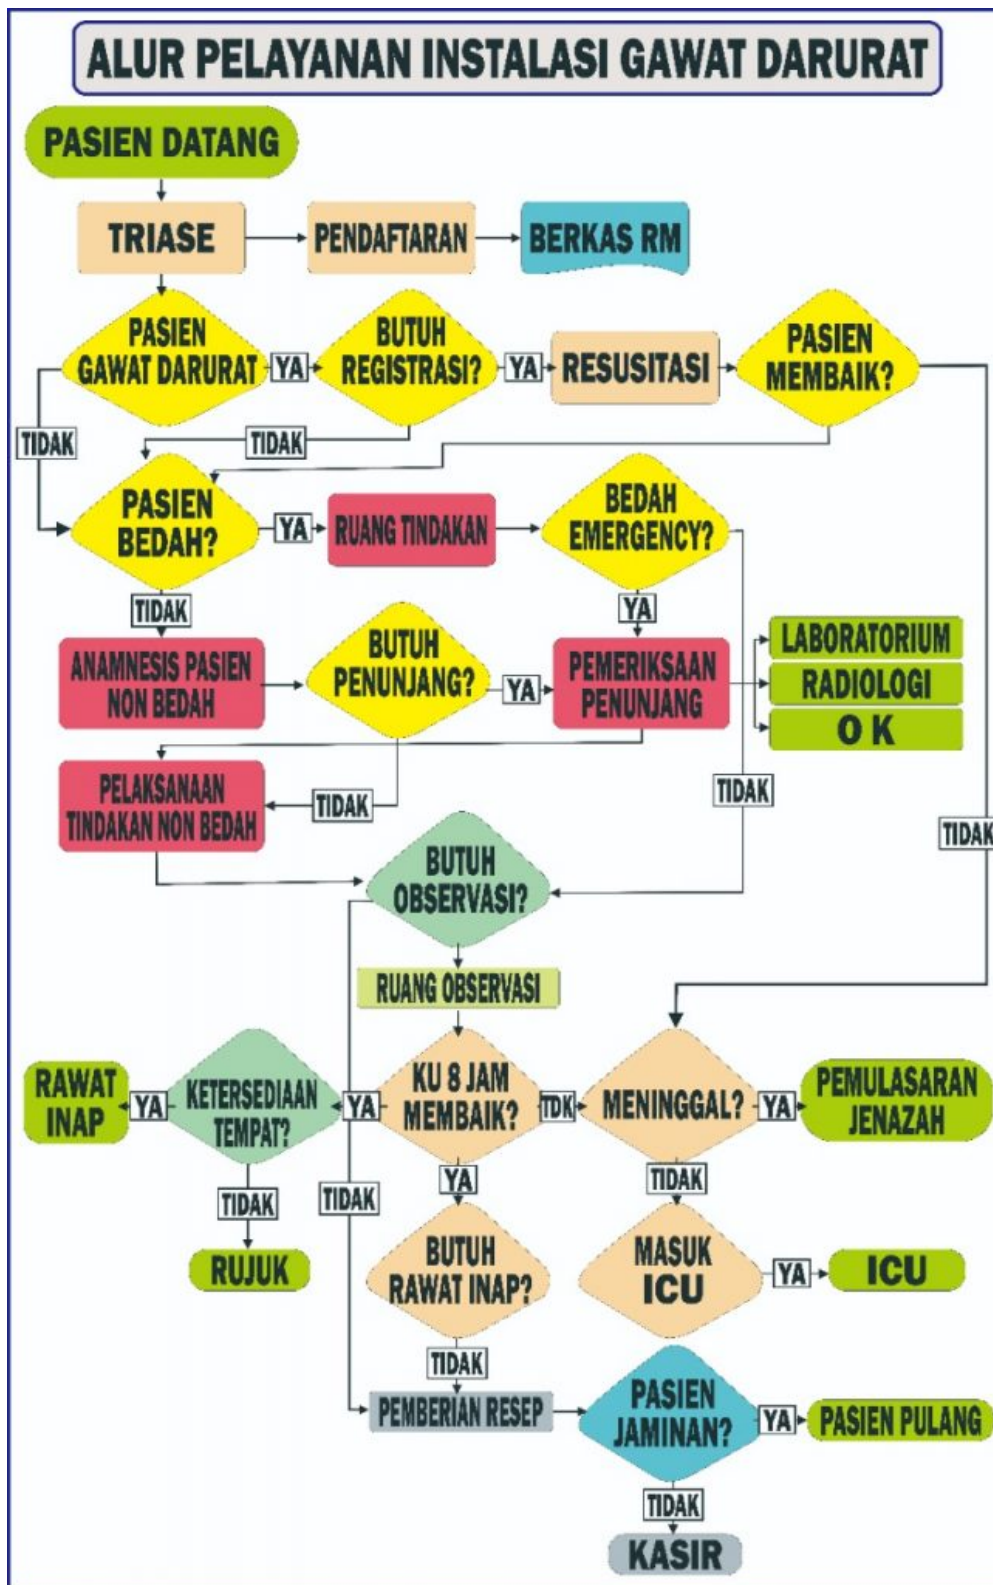 ALUR PELAYANAN INSTALASI GAWAT DARURAT
PASIEN DATANG
TRIASE
PENDAFTARAN
BERKAS RM
PASIEN
GAWAT DARURAT
YA
BUTUH
REGISTRASI?
YA
RESUSITASI
PASIEN
MEMBAIK?
TIDAK
TIDAK
PASIEN
BEDAH?
YA
RUANG TINDAKAN
BEDAH
EMERGENCY?
TIDAK
YA
ANAMNESIS PASIEN
NON BEDAH
BUTUH
PENUNJANG?
YA
PEMERIKSAAN
PENUNJANG
LABORATORIUM
RADIOLOGI
O K
PELAKSANAAN
TINDAKAN NON BEDAH
TIDAK
TIDAK
TIDAK
BUTUH
OBSERVASI?
RUANG OBSERVASI
RAWAT
INAP
YA
KETERSEDIAAN
TEMPAT?
YA
KU 8 JAM
MEMBAIK?
TDK
MENINGGAL?
YA
PEMULASARAN
JENAZAH
TIDAK
TIDAK
YA
TIDAK
RUJUK
BUTUH
RAWAT INAP?
MASUK
ICU
YA
ICU
TIDAK
PEMBERIAN RESEP
PASIEN
JAMINAN?
YA
PASIEN PULANG
TIDAK
KASIR